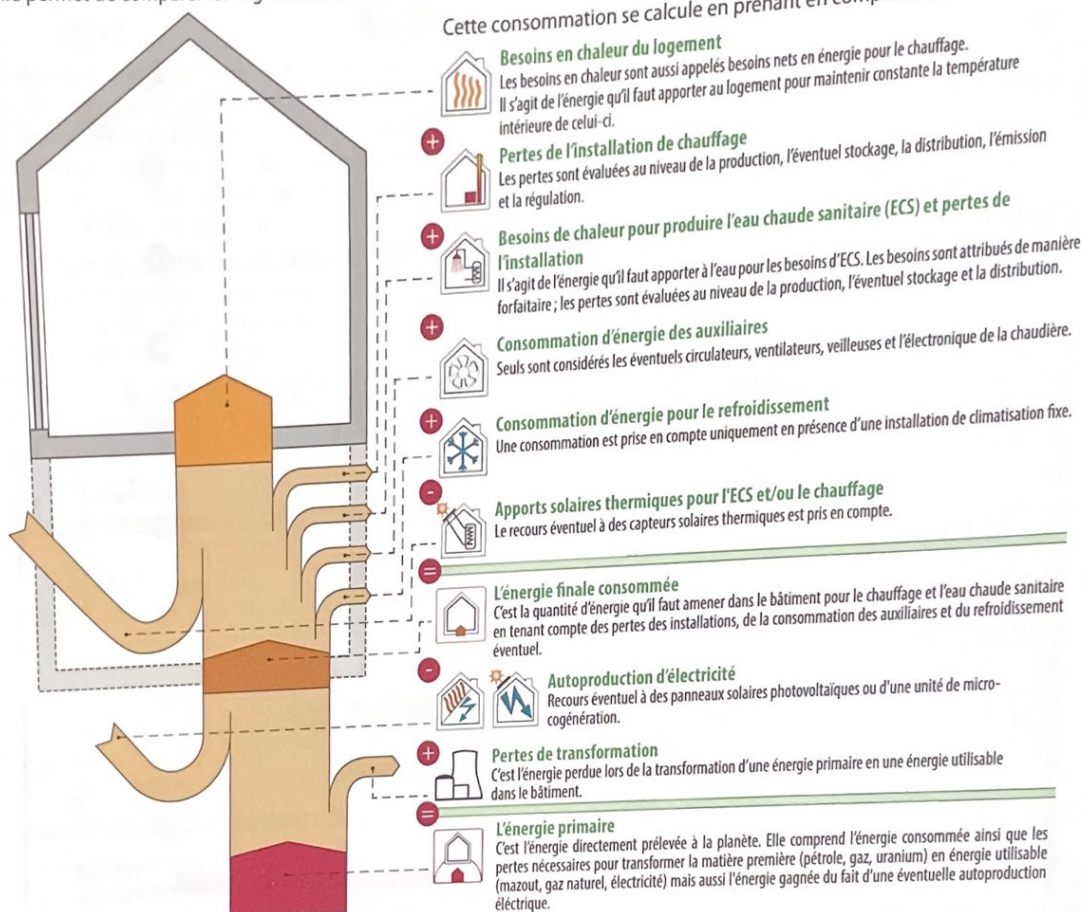 permet de comparer
Cette consommation se calcule en prenant en
Besoins en chaleur du logement
Les besoins en chaleur sont aussi appelés besoins nets en énergie pour le chauffage.
Il s'agit de l'énergie qu'il faut apporter au logement pour maintenir constante la température
intérieure de celui-ci.
+
Pertes de l'installation de chauffage
Les pertes sont évaluées au niveau de la production, l'éventuel stockage, la distribution, l'émission
et la régulation.
+
Besoins de chaleur pour produire l'eau chaude sanitaire (ECS) et pertes de
l'installation
Il s'agit de l'énergie qu'il faut apporter à l'eau pour les besoins d'ECS. Les besoins sont attribués de manière
forfaitaire ; les pertes sont évaluées au niveau de la production, l'éventuel stockage et la distribution.
+
Consommation d'énergie des auxiliaires
Seuls sont considérés les éventuels circulateurs, ventilateurs, veilleuses et l'électronique de la chaudière.
+
Consommation d'énergie pour le refroidissement
Une consommation est prise en compte uniquement en présence d'une installation de climatisation fixe.
-
Apports solaires thermiques pour l'ECS et/ou le chauffage
Le recours éventuel à des capteurs solaires thermiques est pris en compte.
=
L'énergie finale consommée
C'est la quantité d'énergie qu'il faut amener dans le bâtiment pour le chauffage et l'eau chaude sanitaire
en tenant compte des pertes des installations, de la consommation des auxiliaires et du refroidissement
éventuel.
-
Autoproduction d'électricité
Recours éventuel à des panneaux solaires photovoltaïques ou d'une unité de micro-
cogénération.
+
Pertes de transformation
C'est l'énergie perdue lors de la transformation d'une énergie primaire en une énergie utilisable
dans le bâtiment.
=
L'énergie primaire
C'est l'énergie directement prélevée à la planète. Elle comprend l'énergie consommée ainsi que les
pertes nécessaires pour transformer la matière première (pétrole, gaz, uranium) en énergie utilisable
(mazout, gaz naturel, électricité) mais aussi l'énergie gagnée du fait d'une éventuelle autoproduction
éléctrique.